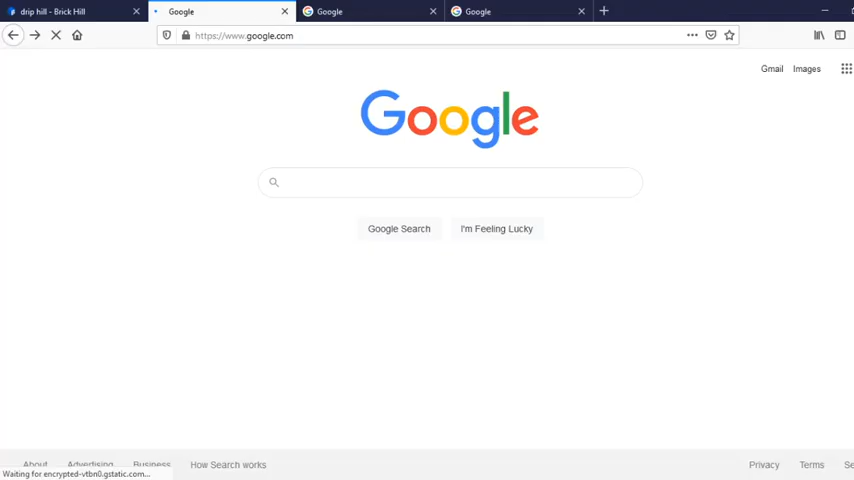 drip hill - Brick Hill
Google
Google
Google
https://www.google.com
Gmail
Images
Google
Google Search
I'm Feeling Lucky
About
Advertising
Business
How Search works
Privacy
Terms
Se
Waiting for encrypted-vtbn0.gstatic.com...